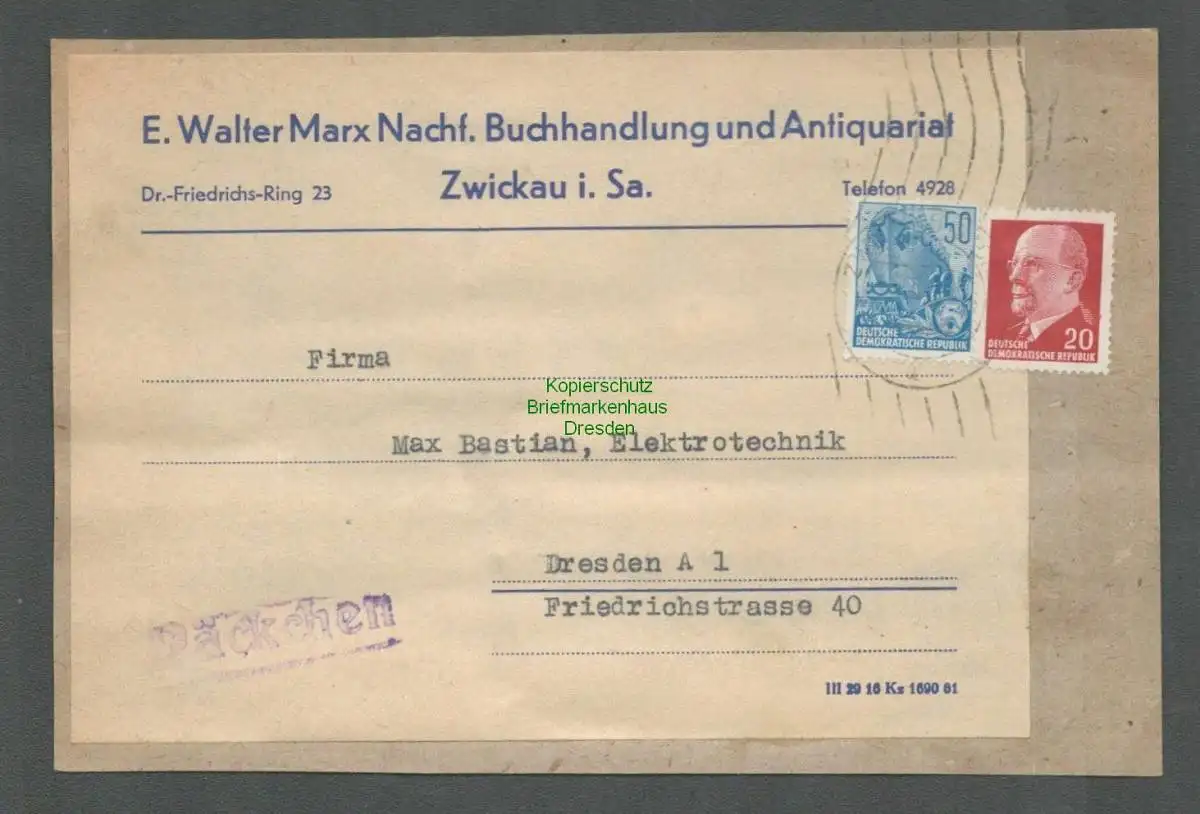 E. Walter Marx Nachf. Buchhandlung und Antiquariat
Dr.-Friedrichs-Ring 23 Zwickau i. Sa. Telefon 4928
50
DEUTSCHE
DEMOKRATISCHE REPUBLIK
20
DEUTSCHE
DEMOKRATISCHE REPUBLIK
Firma
Kopierschutz
Briefmarkenhaus
Dresden
Max Bastian, Elektrotechnik
Dresden A 1
Friedrichstrasse 40
Päckchen
III 29 16 Kz 1690 61